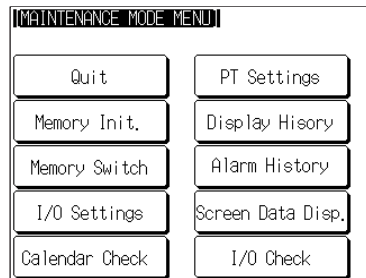 [MAINTENANCE MODE MENU]
Quit
PT Settings
Memory Init.
Display Hisory
Memory Switch
Alarm History
I/O Settings
Screen Data Disp.
Calendar Check
I/O Check